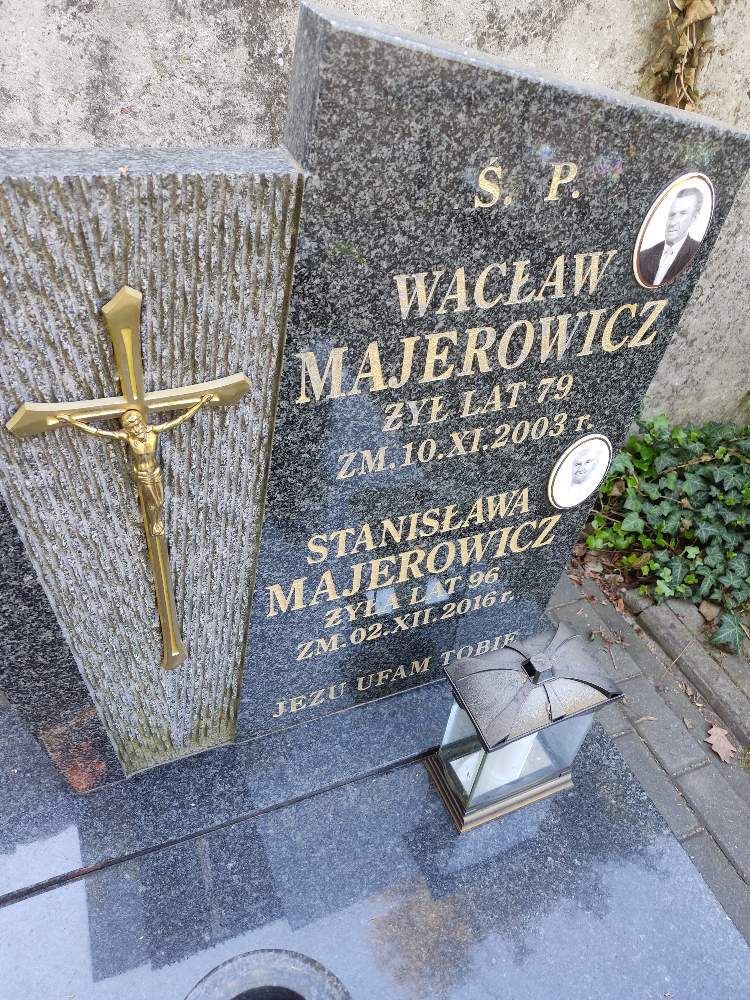 Ś. P.
WACŁAW
MAJEROWICZ
ŻYŁ LAT 79
ZM.10.XI.2003 r.
STANISŁAWA
MAJEROWICZ
ŻYŁA LAT 96
ZM.02.XII.2016 r.
JEZU UFAM TOBIE